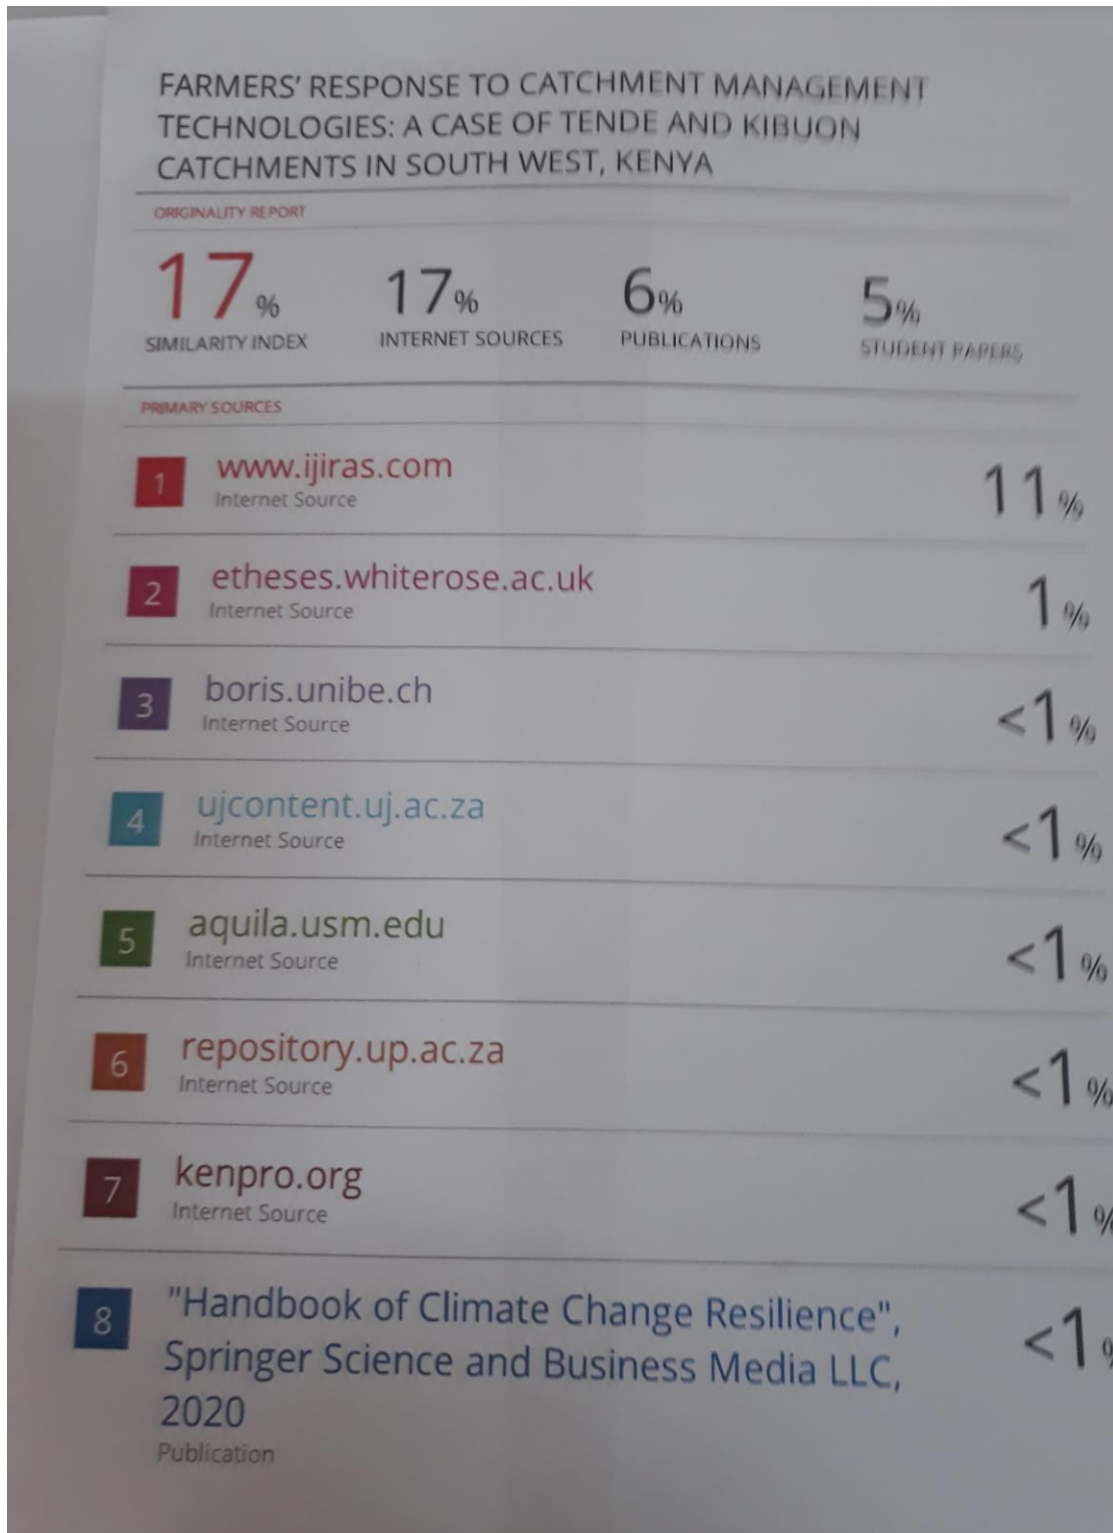 FARMERS' RESPONSE TO CATCHMENT MANAGEMENT
TECHNOLOGIES: A CASE OF TENDE AND KIBUON
CATCHMENTS IN SOUTH WEST, KENYA
ORIGINALITY REPORT
17% 17% 6% 5%
SIMILARITY INDEX INTERNET SOURCES PUBLICATIONS STUDENT PAPERS
PRIMARY SOURCES
1 www.ijiras.com 11%
Internet Source
2 etheses.whiterose.ac.uk 1%
Internet Source
3 boris.unibe.ch <1%
Internet Source
4 ujcontent.uj.ac.za <1%
Internet Source
5 aquila.usm.edu <1%
Internet Source
6 repository.up.ac.za <1%
Internet Source
7 kenpro.org <1%
Internet Source
8 "Handbook of Climate Change Resilience", <1%
Springer Science and Business Media LLC,
2020
Publication